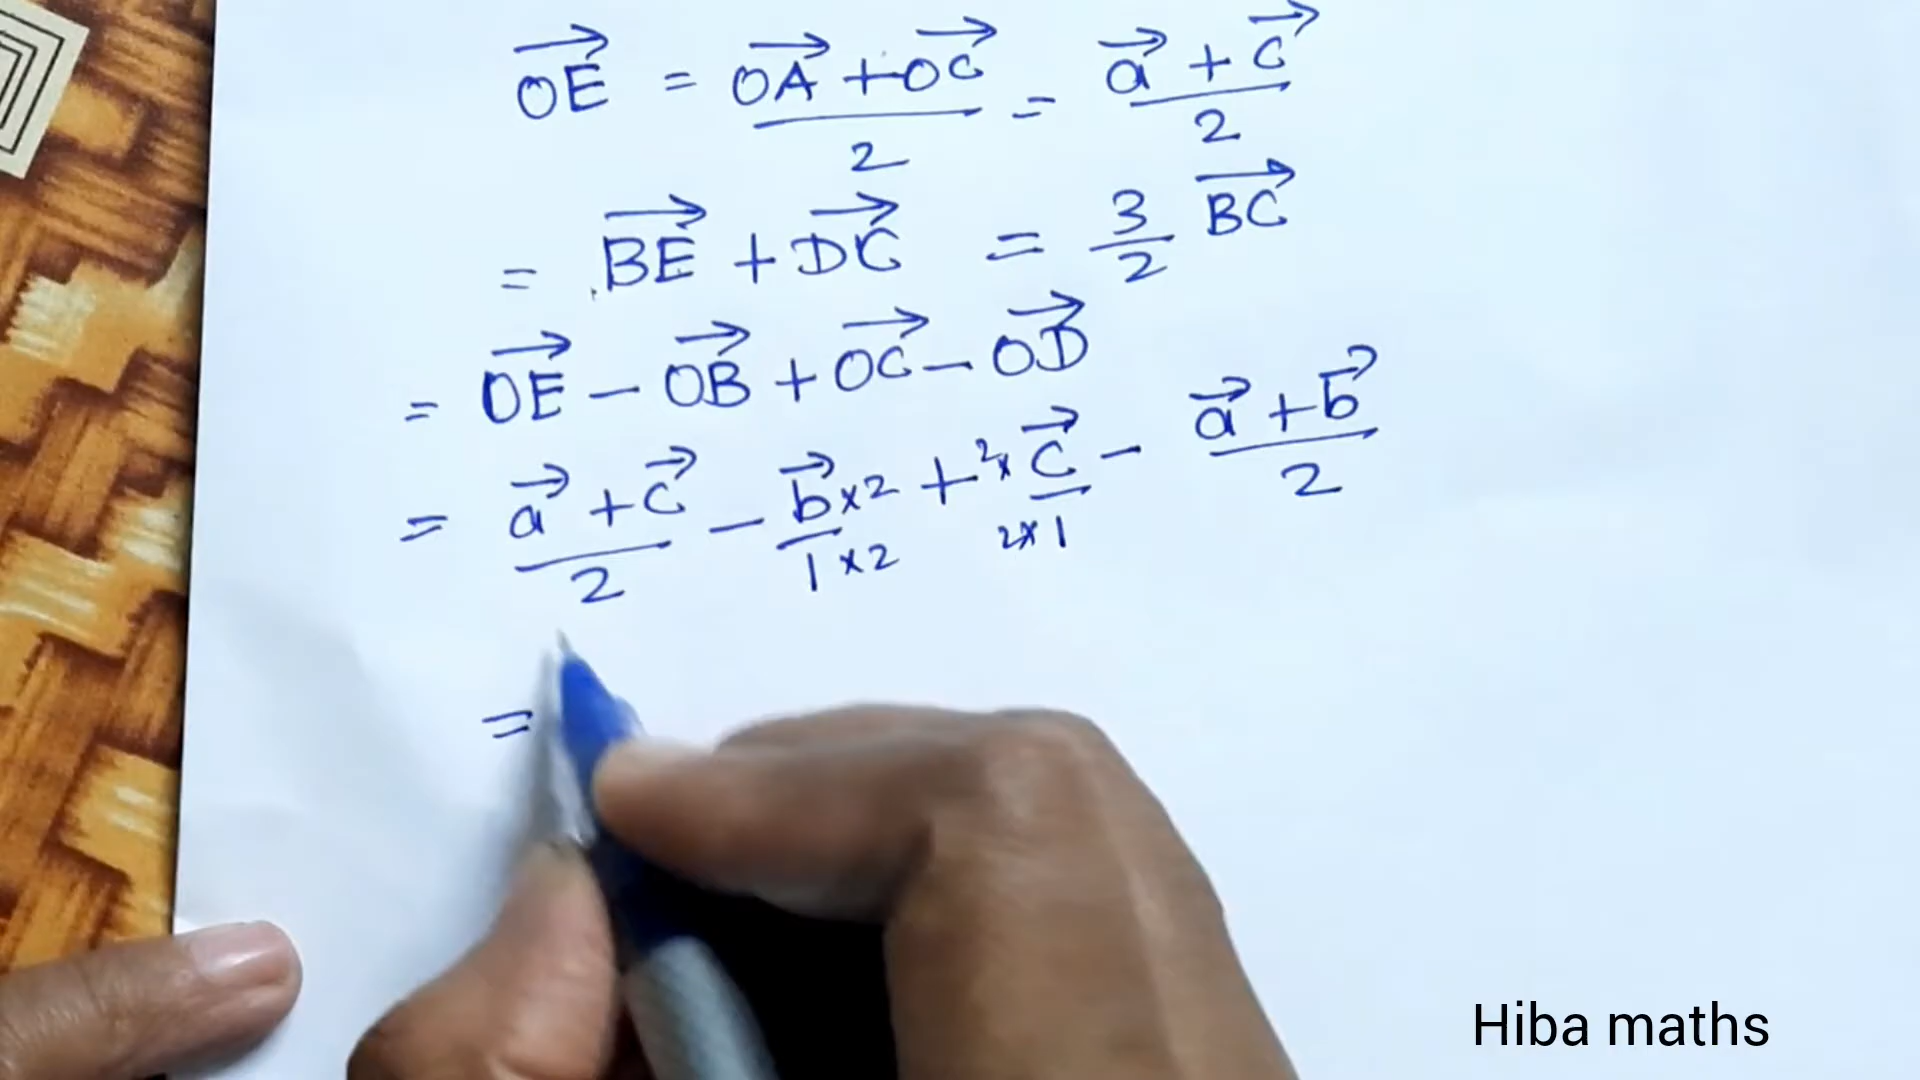 OE⃗ = (OA⃗ + OC⃗)/2 = (a⃗ + c⃗)/2
= BE⃗ + DC⃗ = 3/2 BC⃗
= OE⃗ − OB⃗ + OC⃗ − OD⃗
= (a⃗ + c⃗)/2 − (b⃗×2)/(1×2) + (2×c⃗)/(2×1) − (a⃗ + b⃗)/2
=
Hiba maths